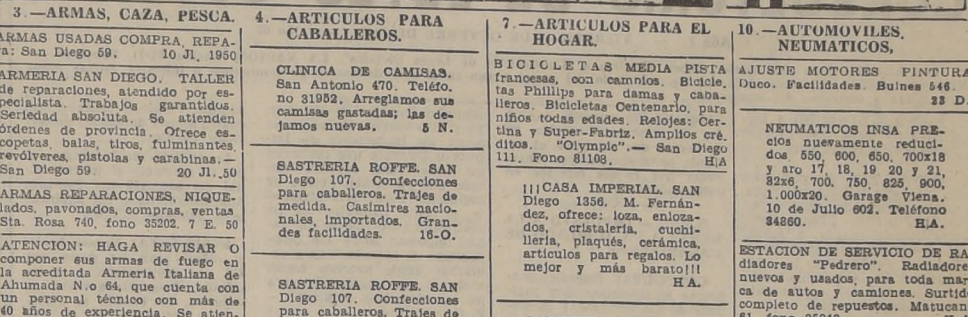 3.—ARMAS, CAZA, PESCA.
ARMAS USADAS COMPRA, REPA-
ra: San Diego 59. 10 Jl. 1950
ARMERIA SAN DIEGO. TALLER
de reparaciones, atendido por es-
pecialista. Trabajos garantidos.
Seriedad absoluta. Se atienden
órdenes de provincia. Ofrece es-
copetas, balas, tiros, fulminantes,
revólveres, pistolas y carabinas.—
San Diego 59. 20 Jl. 50
ARMAS REPARACIONES, NIQUE-
lados, pavonados, compras, ventas
Sta. Rosa 740, fono 35202. 7 E. 50
ATENCION: HAGA REVISAR O
componer sus armas de fuego en
la acreditada Armería Italiana de
Ahumada N.o 64, que cuenta con
un personal técnico con más de
40 años de experiencia. Se atien-
4.—ARTICULOS PARA
CABALLEROS.
CLINICA DE CAMISAS.
San Antonio 470. Teléfo.
no 31952. Arreglamos sus
camisas gastadas; las de-
jamos nuevas. 5 N.
SASTRERIA ROFFE. SAN
Diego 107. Confecciones
para caballeros. Trajes de
medida. Casimires nacio-
nales, importados. Gran-
des facilidades. 16-O.
SASTRERIA ROFFE. SAN
Diego 107. Confecciones
para caballeros. Trajes de
7.—ARTICULOS PARA EL
HOGAR.
BICICLETAS MEDIA PISTA
francesas, con cambios. Bicicle.
tas Phillips para damas y caba-
lleros. Bicicletas Centenario, para
niños todas edades. Relojes: Cer-
tina y Super-Fabriz. Amplios cré.
ditos. "Olympic".— San Diego
111. Fono 81108. H|A
¡¡¡CASA IMPERIAL. SAN
Diego 1356. M. Fernán-
dez, ofrece: loza, enloza-
dos, cristalería, cuchi-
llería, plaqués, cerámica,
artículos para regalos. Lo
mejor y más barato!!!
H A.
10.—AUTOMOVILES,
NEUMATICOS,
AJUSTE MOTORES PINTURA
Duco. Facilidades. Bulnes 546.
23 D.
NEUMATICOS INSA PRE-
cios nuevamente reduci-
dos 550, 600, 650, 700x18
y aro 17, 18, 19 20 y 21,
82x6, 700, 750, 825, 900,
1.000x20. Garage Viena.
10 de Julio 602. Teléfono
34860. H|A.
ESTACION DE SERVICIO DE RA
diadores "Pedrero". Radiadore
nuevos y usados, para toda mar
ca de autos y camiones. Surtid
completo de repuestos. Matucan